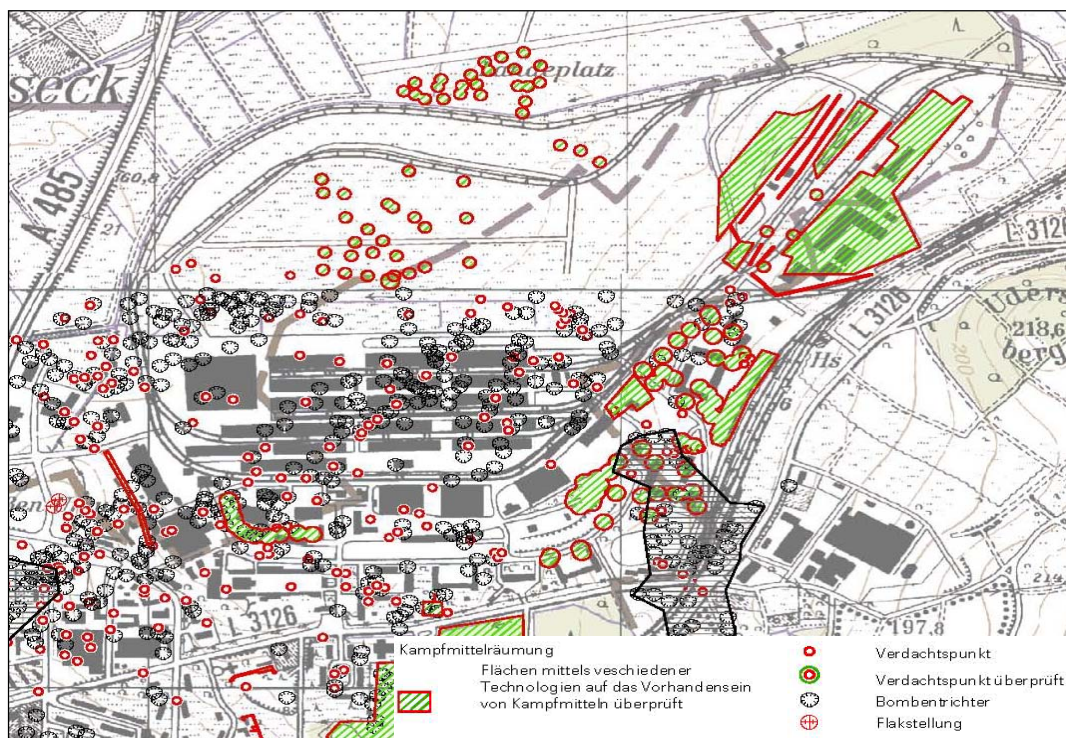 seck
Landeplatz
A 485
160,8
21
L 3126
L 3126
218,6
berg
200
Hs
L 3126
214
197,8
Kampfmittelräumung
Flächen mittels veschiedener
Technologien auf das Vorhandensein
von Kampfmitteln überprüft
Verdachtspunkt
Verdachtspunkt überprüft
Bombentrichter
Flakstellung